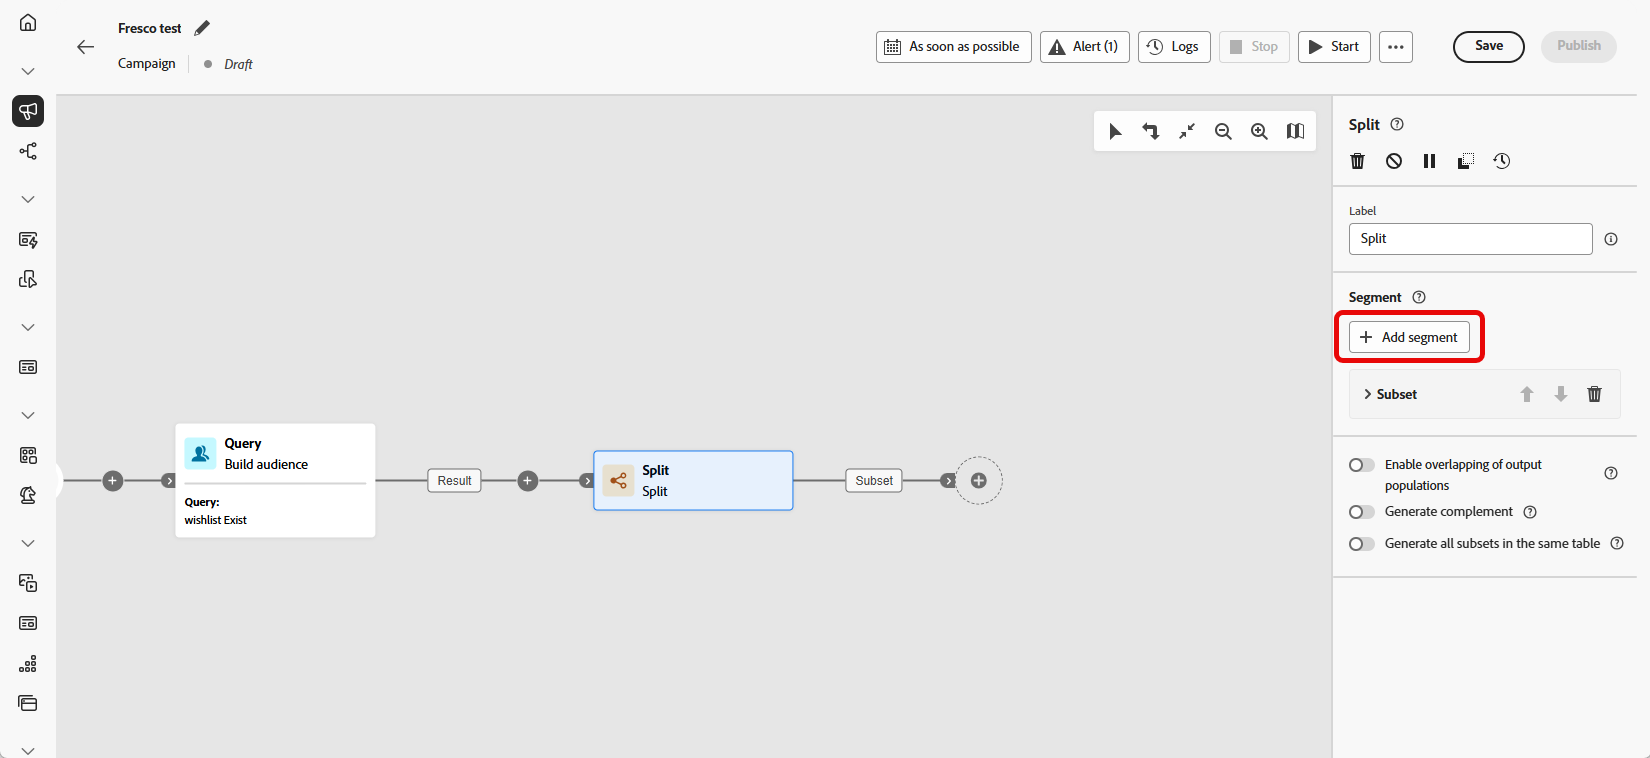 Fresco test
Campaign
Draft
As soon as possible
Alert (1)
Logs
Stop
Start
Save
Publish
Split
Label
Split
Segment
Add segment
Subset
Enable overlapping of output
populations
Generate complement
Generate all subsets in the same table
Query
Build audience
Query:
wishlist Exist
Result
Split
Split
Subset